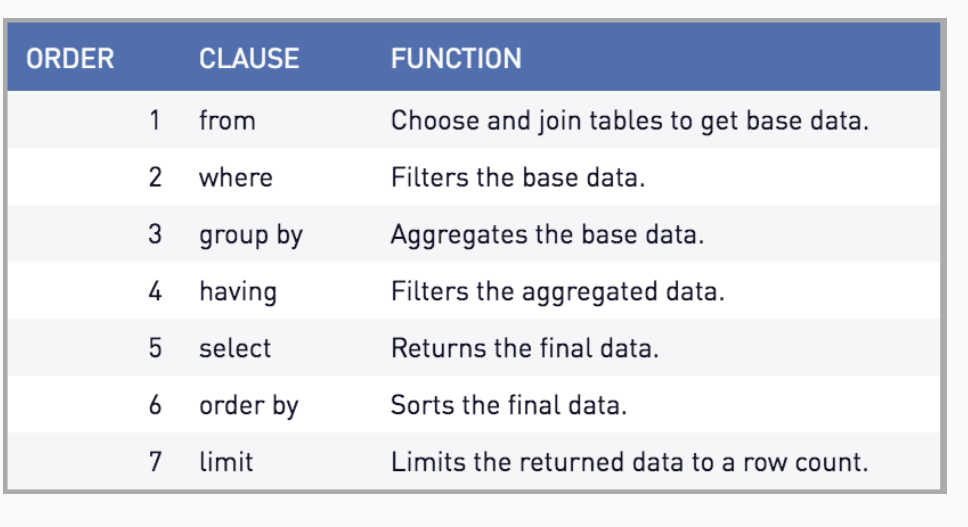 ORDER CLAUSE FUNCTION
1 from Choose and join tables to get base data.
2 where Filters the base data.
3 group by Aggregates the base data.
4 having Filters the aggregated data.
5 select Returns the final data.
6 order by Sorts the final data.
7 limit Limits the returned data to a row count.